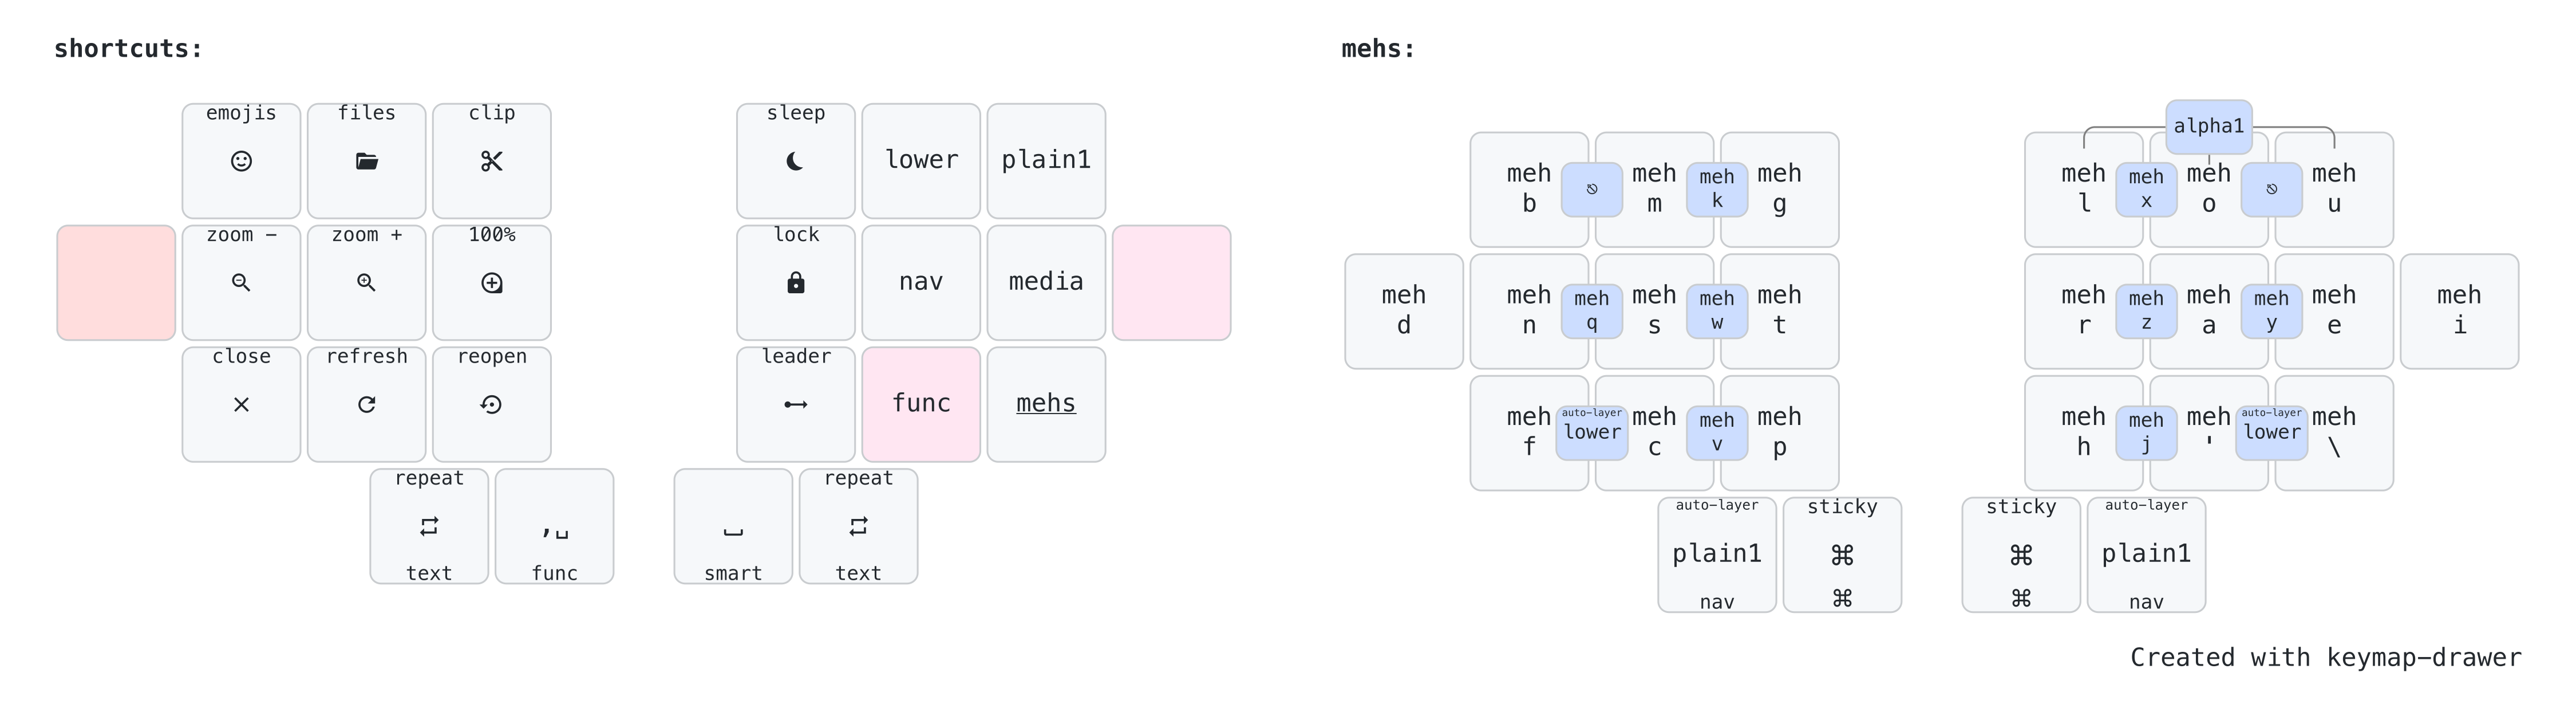 shortcuts:
emojis
files
clip
sleep
lower
plain1
zoom −
zoom +
100%
lock
nav
media
close
refresh
reopen
leader
func
mehs
repeat
text
,␣
func
␣
smart
repeat
text
mehs:
alpha1
meh
b
⎋
meh
m
meh
k
meh
g
meh
l
meh
x
meh
o
⎋
meh
u
meh
d
meh
n
meh
q
meh
s
meh
w
meh
t
meh
r
meh
z
meh
a
meh
y
meh
e
meh
i
meh
f
auto-layer
lower
meh
c
meh
v
meh
p
meh
h
meh
j
meh
'
auto-layer
lower
meh
\
auto-layer
plain1
nav
sticky
⌘
⌘
sticky
⌘
⌘
auto-layer
plain1
nav
Created with keymap−drawer